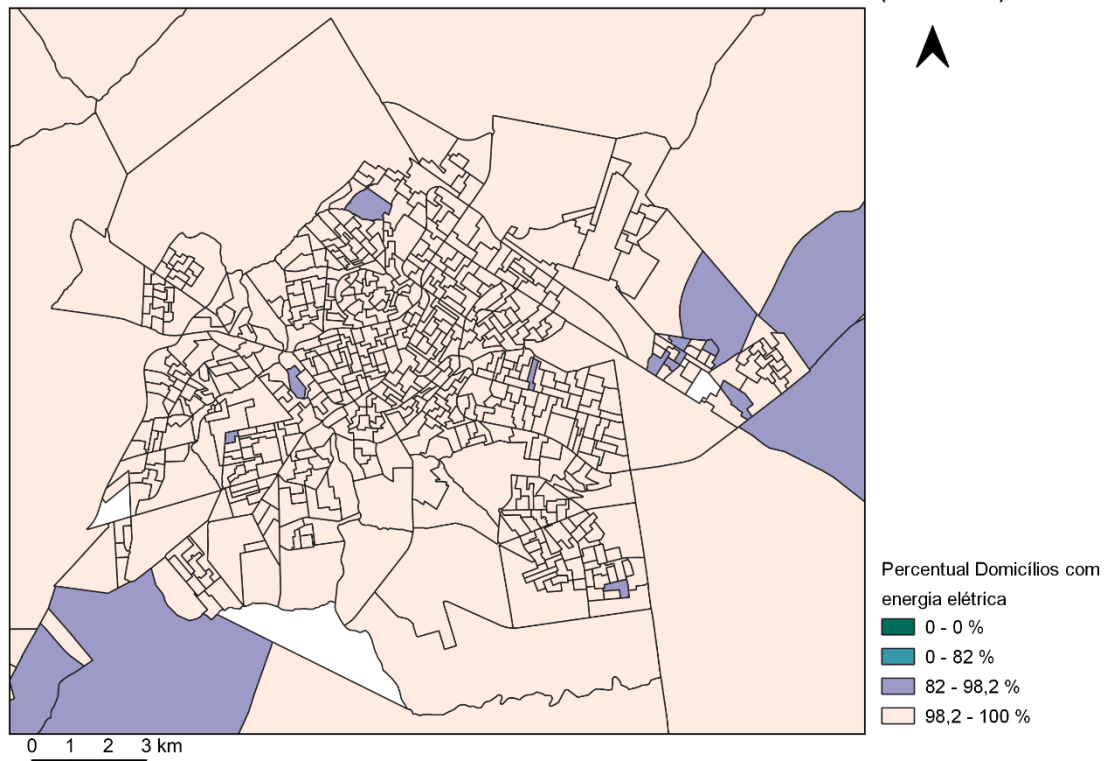 Percentual Domicílios com
energia elétrica
0 - 0 %
0 - 82 %
82 - 98,2 %
98,2 - 100 %
0 1 2 3 km